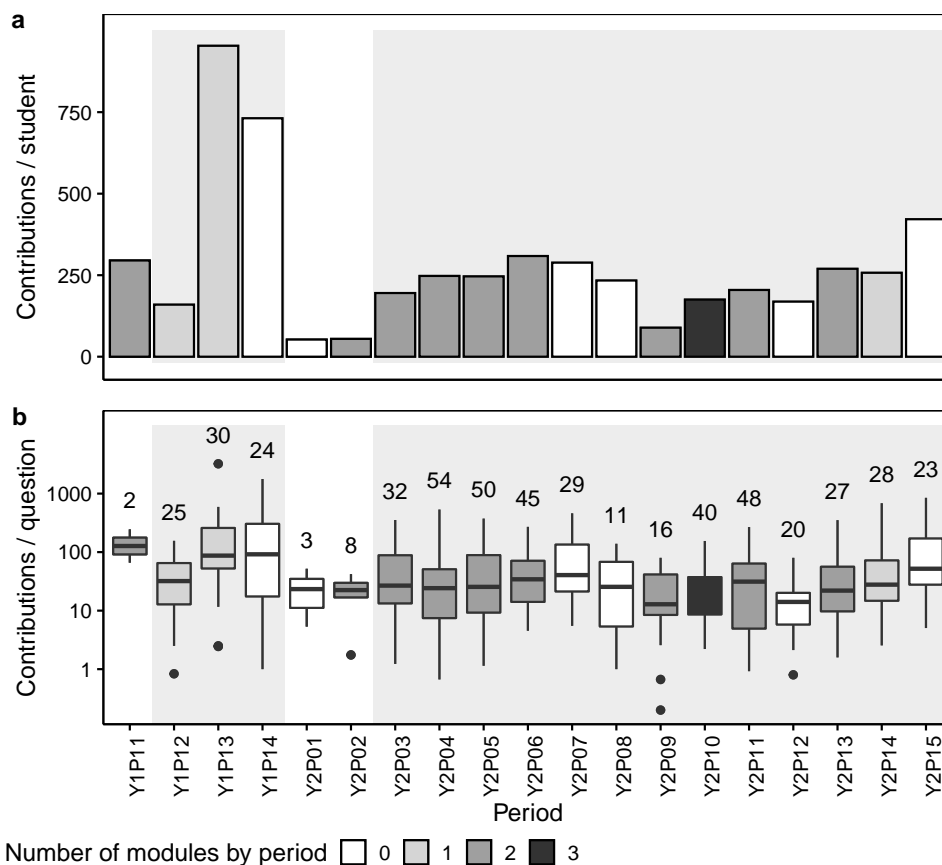 a
Contributions / student
750
500
250
0
b
Contributions / question
1000
100
10
1
2 25 30 24 3 8 32 54 50 45 29 11 16 40 48 20 27 28 23
Y1P11 Y1P12 Y1P13 Y1P14 Y2P01 Y2P02 Y2P03 Y2P04 Y2P05 Y2P06 Y2P07 Y2P08 Y2P09 Y2P10 Y2P11 Y2P12 Y2P13 Y2P14 Y2P15
Period
Number of modules by period 0 1 2 3